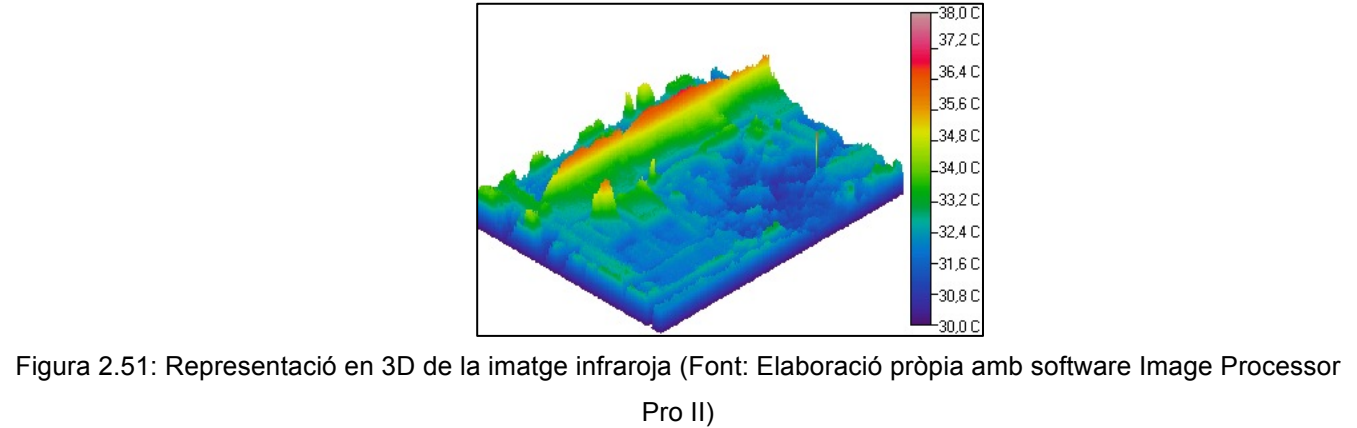 38,0 C
37,2 C
36,4 C
35,6 C
34,8 C
34,0 C
33,2 C
32,4 C
31,6 C
30,8 C
30,0 C
Figura 2.51: Representació en 3D de la imatge infraroja (Font: Elaboració pròpia amb software Image Processor
Pro II)